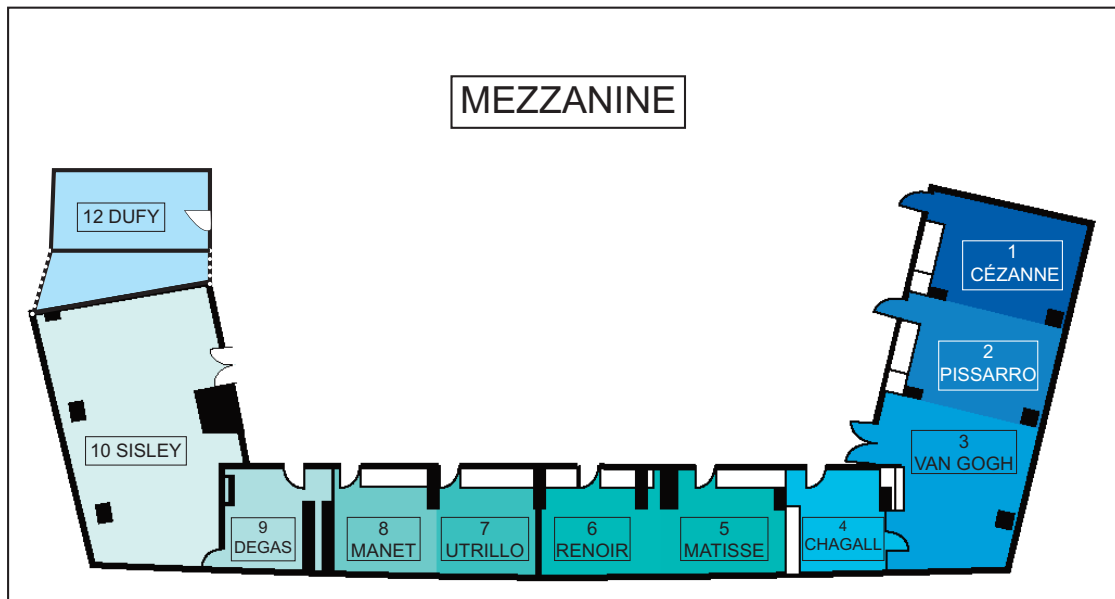 MEZZANINE
12 DUFY
1
CÉZANNE
2
PISSARRO
3
VAN GOGH
10 SISLEY
9
DEGAS
8
MANET
7
UTRILLO
6
RENOIR
5
MATISSE
4
CHAGALL